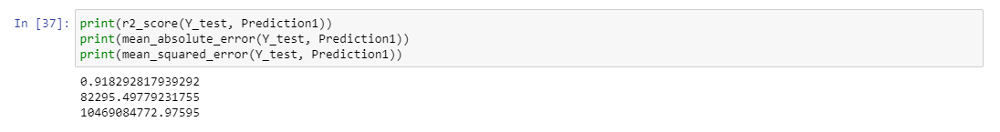 In [37]: print(r2_score(Y_test, Prediction1))
print(mean_absolute_error(Y_test, Prediction1))
print(mean_squared_error(Y_test, Prediction1))
0.918292817939292
82295.49779231755
10469084772.97595